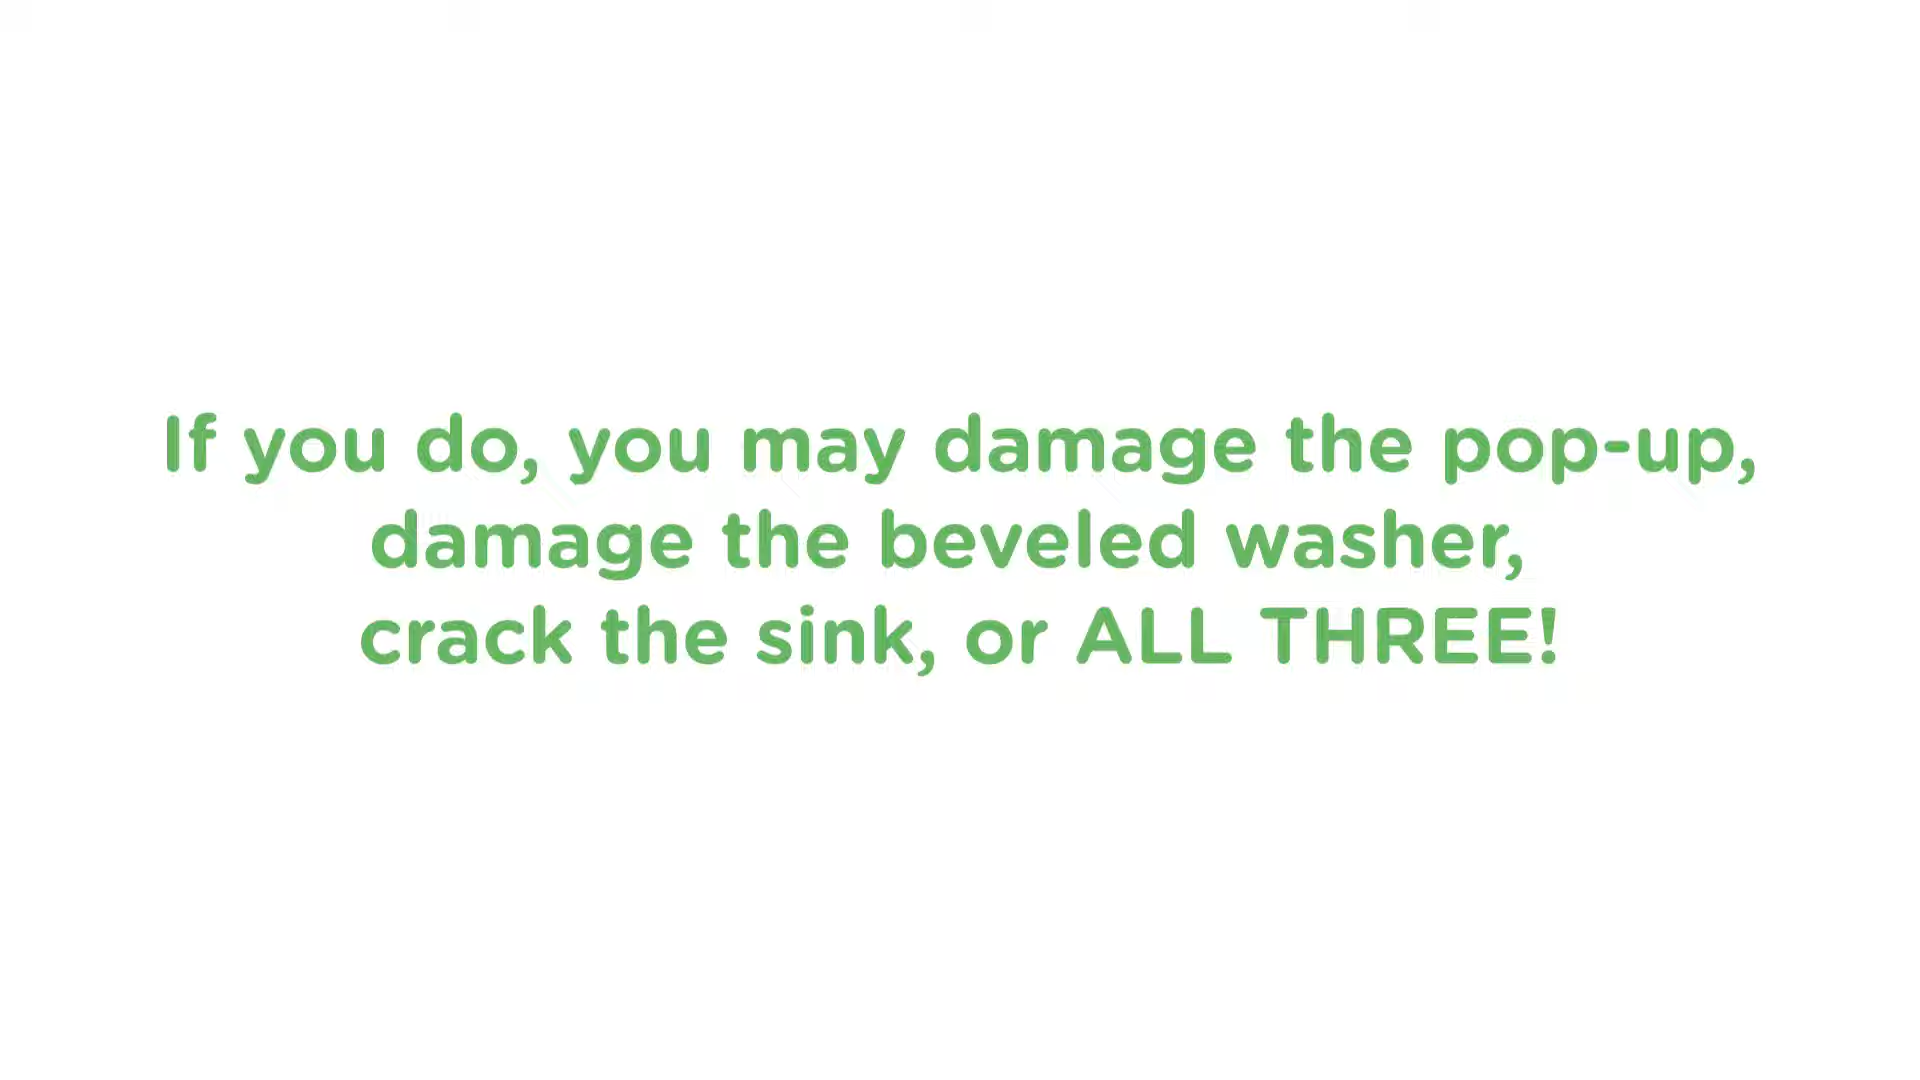 If you do, you may damage the pop-up,
damage the beveled washer,
crack the sink, or ALL THREE!